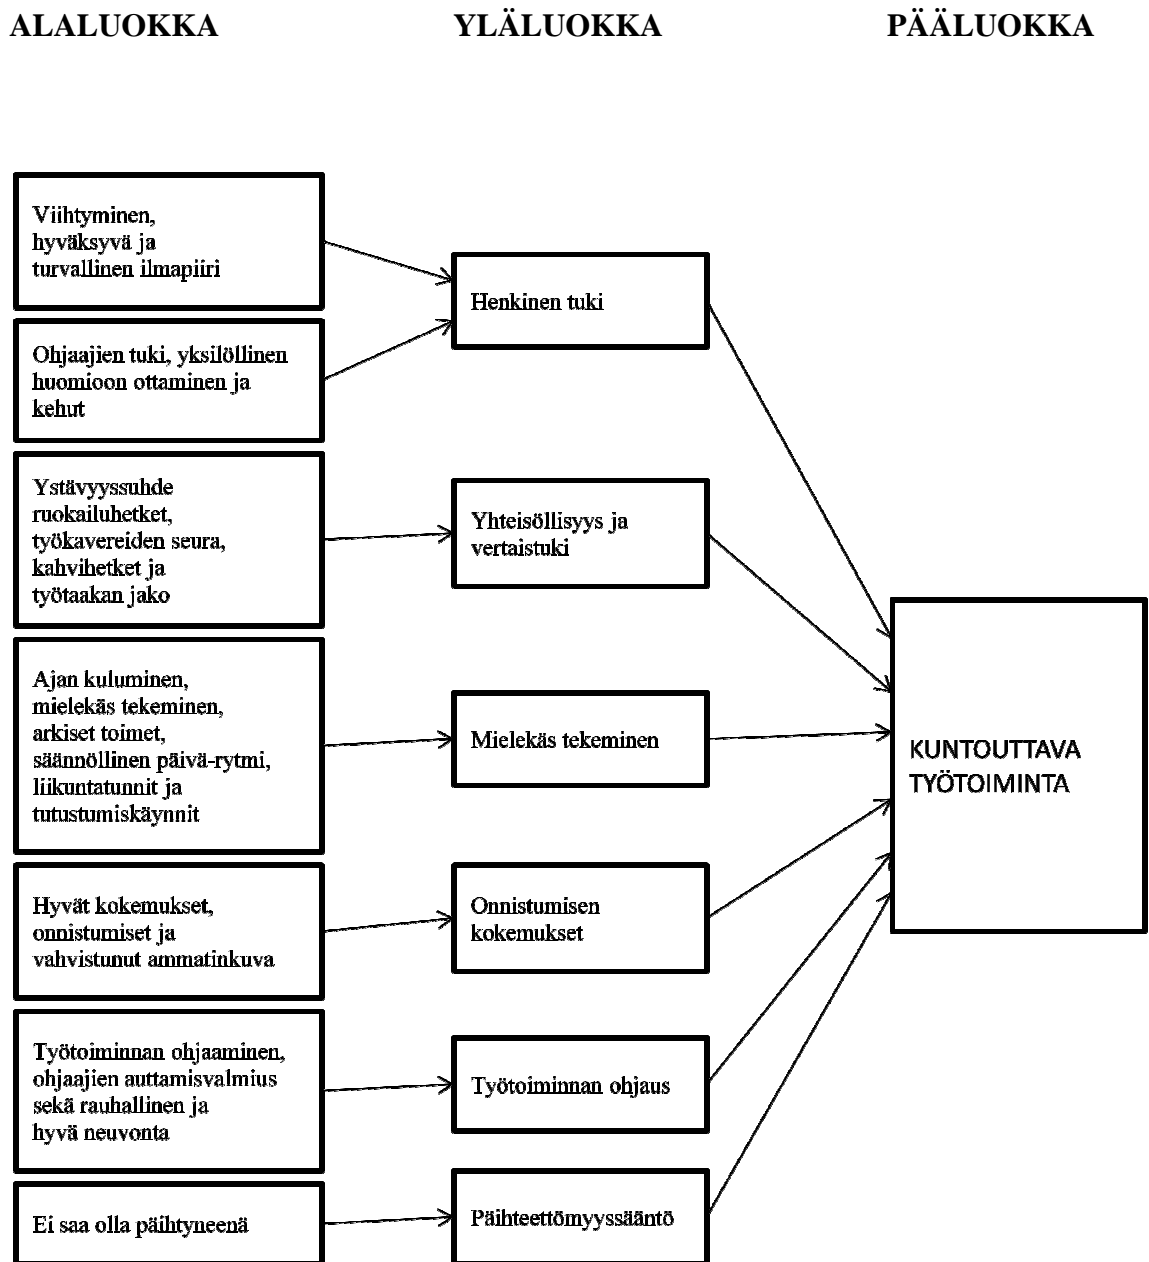 ALALUOKKA YLÄLUOKKA PÄÄLUOKKA
Viihtyminen,
hyväksyvä ja
turvallinen ilmapiiri
Henkinen tuki
Ohjaajien tuki, yksilöllinen
huomioon ottaminen ja
kehut
Ystävyyssuhde
ruokailuhetket,
työkavereiden seura,
kahvihetket ja
työtaakan jako
Yhteisöllisyys ja
vertaistuki
Ajan kuluminen,
mielekäs tekeminen,
arkiset toimet,
säännöllinen päivä-rytmi,
liikuntatunnit ja
tutustumiskäynnit
Mielekäs tekeminen
KUNTOUTTAVA
TYÖTOIMINTA
Hyvät kokemukset,
onnistumiset ja
vahvistunut ammatinkuva
Onnistumisen
kokemukset
Työtoiminnan ohjaaminen,
ohjaajien auttamisvalmius
sekä rauhallinen ja
hyvä neuvonta
Työtoiminnan ohjaus
Ei saa olla päihtyneenä
Päihteettömyyssääntö